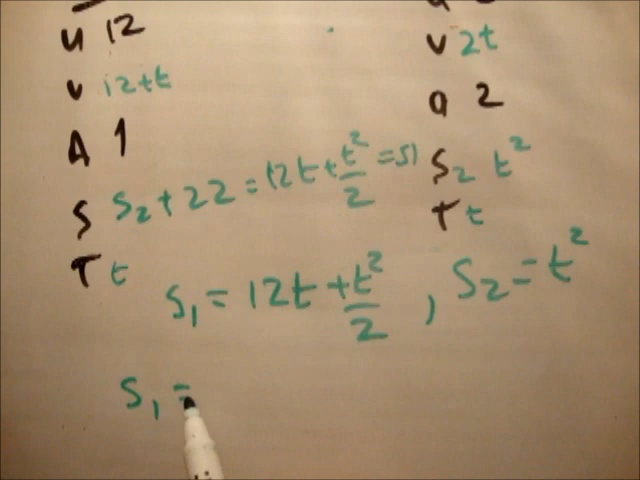 u 12
v 12+t
A 1
S S₂+22=12t+t²/2=S1
T t
v 2t
a 2
S₂ t²
T t
S₁=12t+t²/2, S₂=t²
S₁=